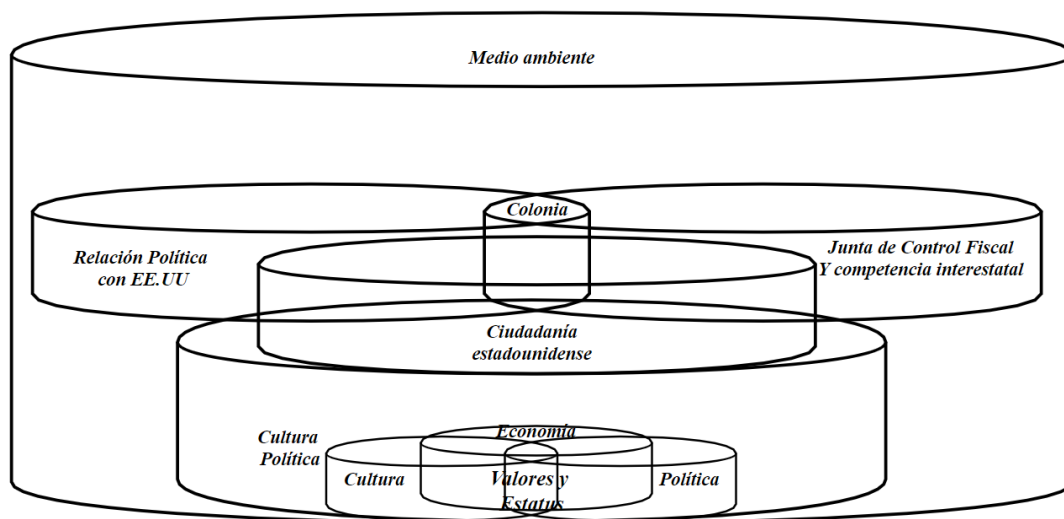 Medio ambiente
Colonia
Relación Política
con EE.UU
Junta de Control Fiscal
Y competencia interestatal
Ciudadanía
estadounidense
Cultura
Política
Economía
Cultura
Valores y
Estatus
Política